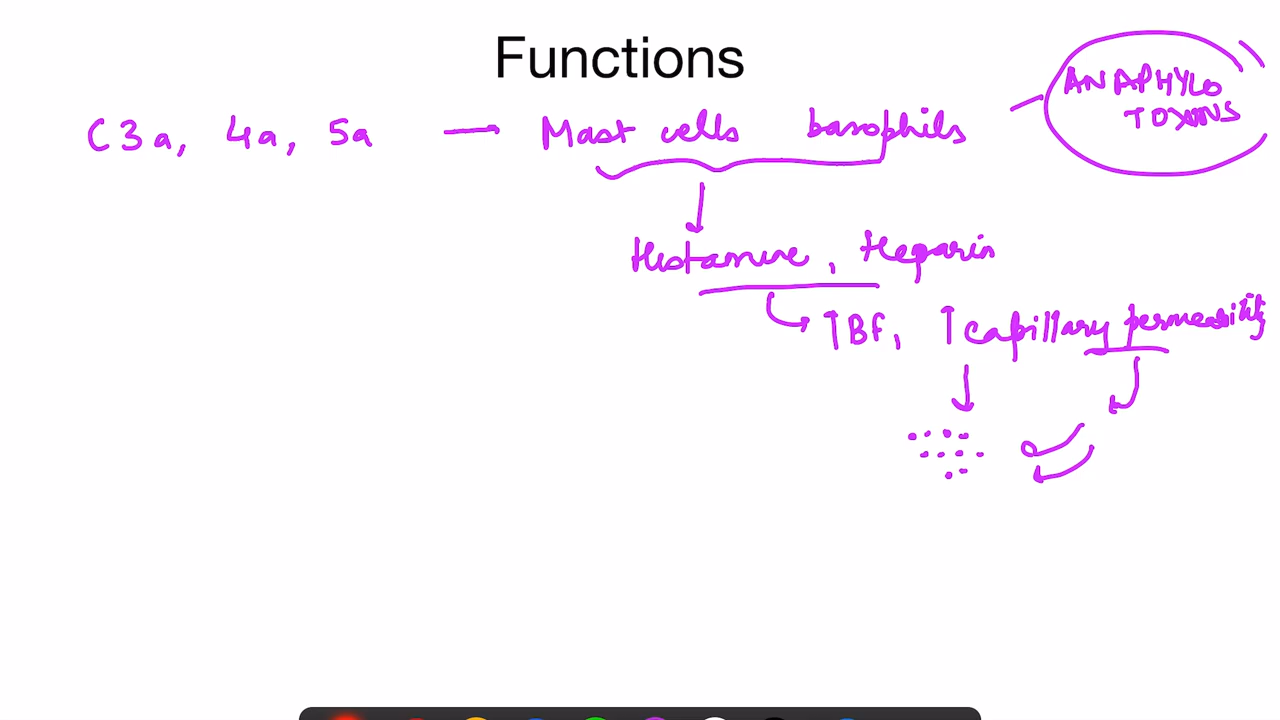 Functions
C3a, 4a, 5a → Mast cells basophils
ANAPHYLO
TOXINS
Histamine, Heparin
↑BF, ↑capillary permeability